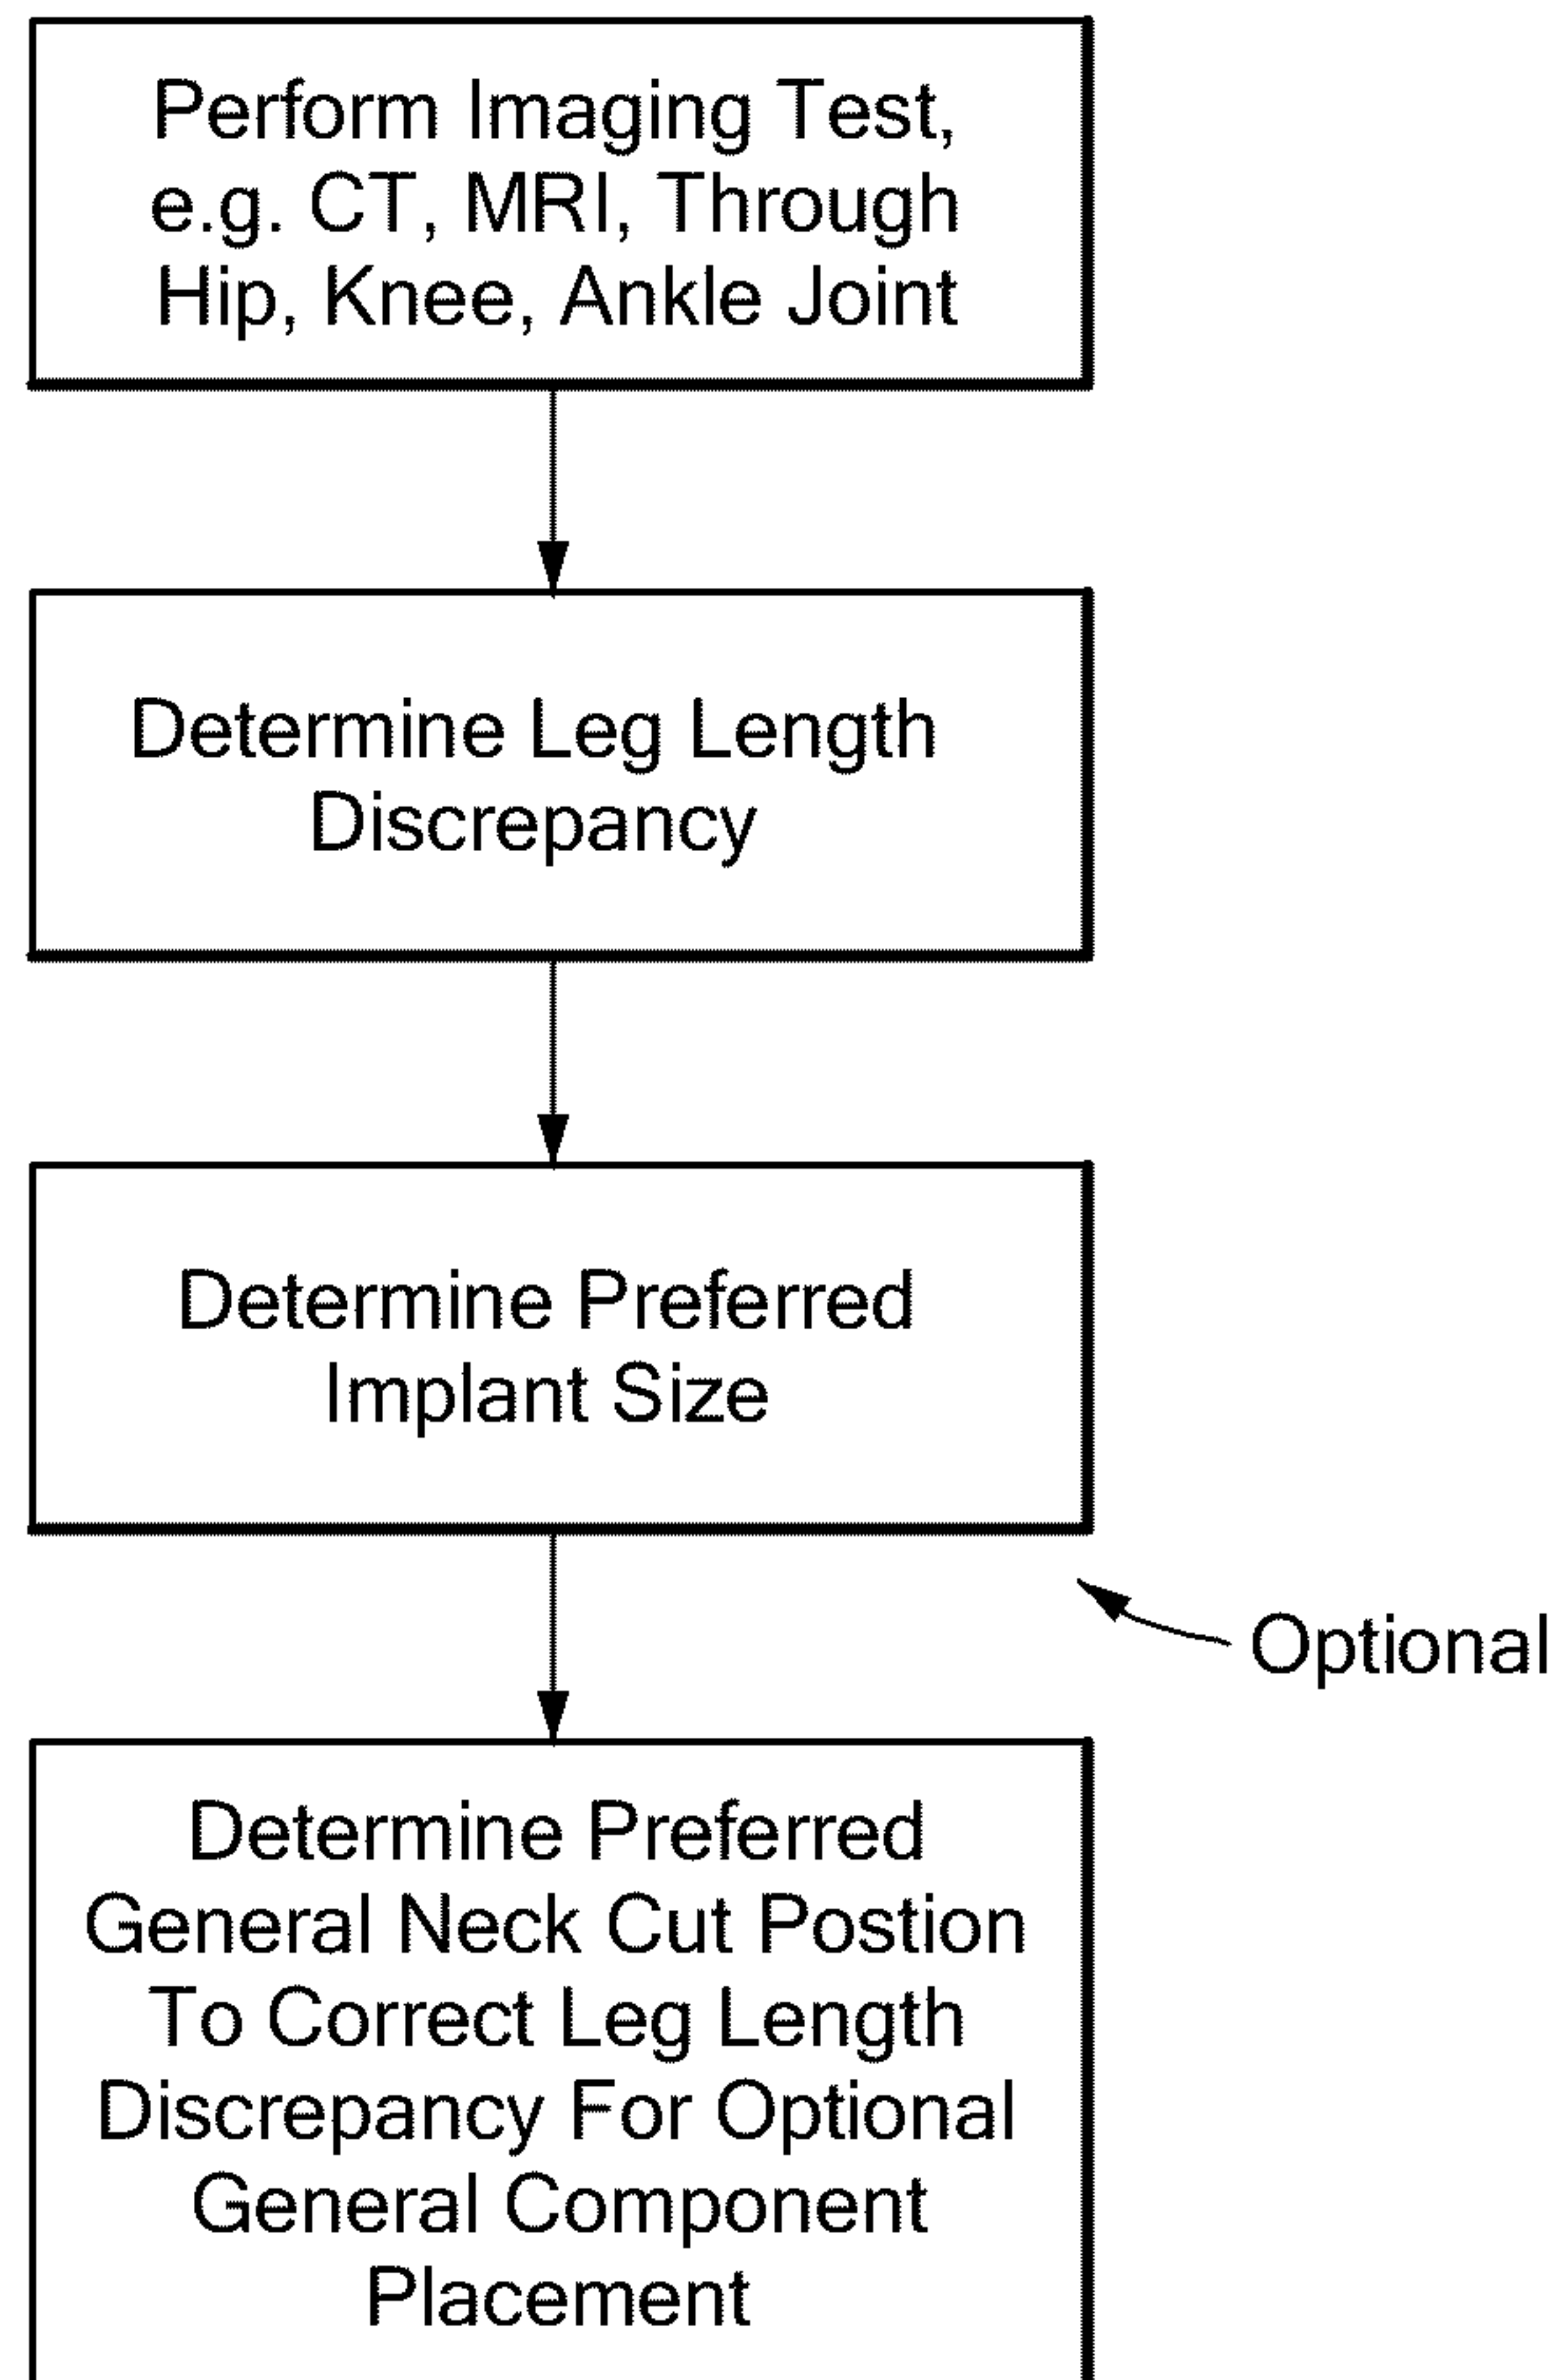 Perform Imaging Test,
e.g. CT, MRI, Through
Hip, Knee, Ankle Joint
Determine Leg Length
Discrepancy
Determine Preferred
Implant Size
Optional
Determine Preferred
General Neck Cut Postion
To Correct Leg Length
Discrepancy For Optional
General Component
Placement